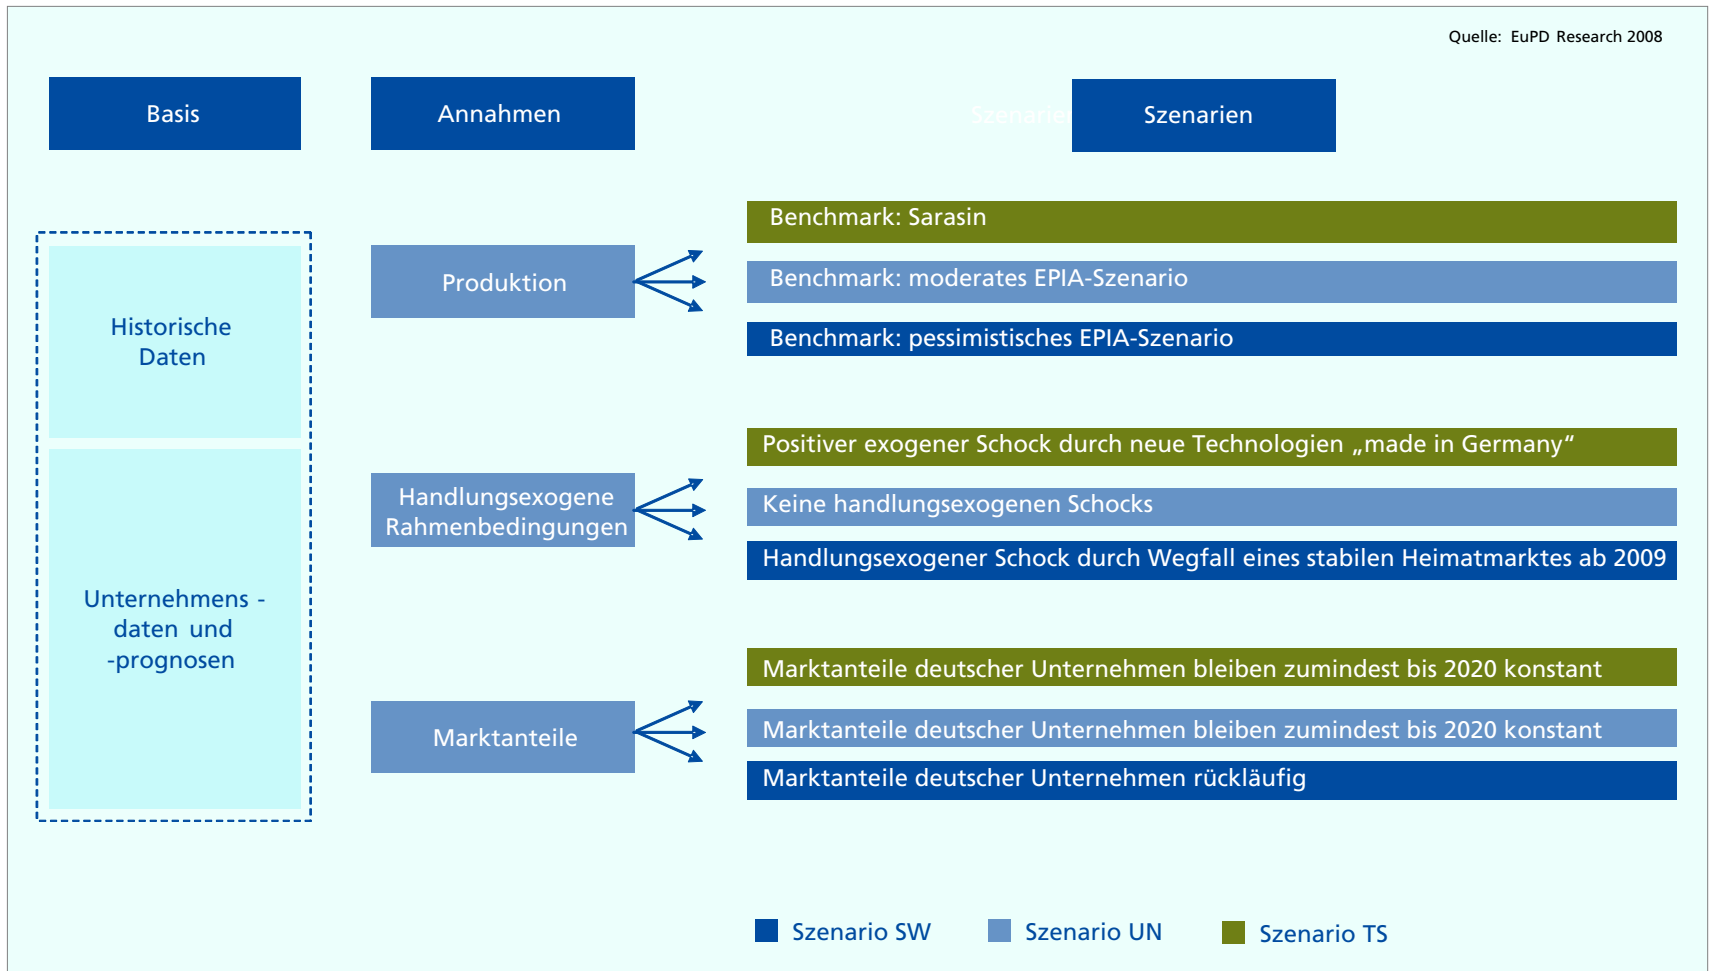 Quelle: EuPD Research 2008
Basis
Annahmen
Szenarien
Szenarien
Historische
Daten
Unternehmens -
daten und
-prognosen
Produktion
Benchmark: Sarasin
Benchmark: moderates EPIA-Szenario
Benchmark: pessimistisches EPIA-Szenario
Handlungsexogene
Rahmenbedingungen
Positiver exogener Schock durch neue Technologien „made in Germany“
Keine handlungsexogenen Schocks
Handlungsexogener Schock durch Wegfall eines stabilen Heimatmarktes ab 2009
Marktanteile
Marktanteile deutscher Unternehmen bleiben zumindest bis 2020 konstant
Marktanteile deutscher Unternehmen bleiben zumindest bis 2020 konstant
Marktanteile deutscher Unternehmen rückläufig
Szenario SW
Szenario UN
Szenario TS